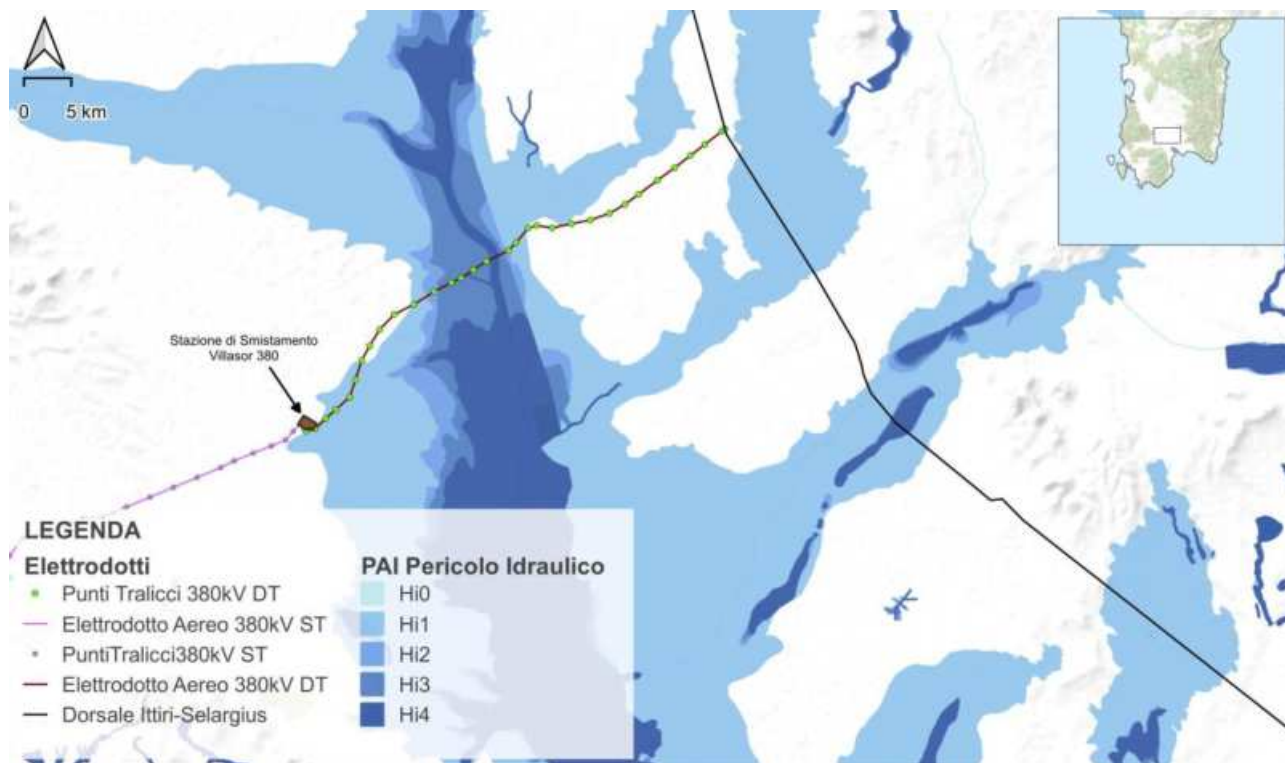 0 5 km
Stazione di Smistamento
Villasor 380
LEGENDA
Elettrodotti
Punti Tralicci 380kV DT
Elettrodotto Aereo 380kV ST
PuntiTralicci380kV ST
Elettrodotto Aereo 380kV DT
Dorsale Ittiri-Selargius
PAI Pericolo Idraulico
Hi0
Hi1
Hi2
Hi3
Hi4